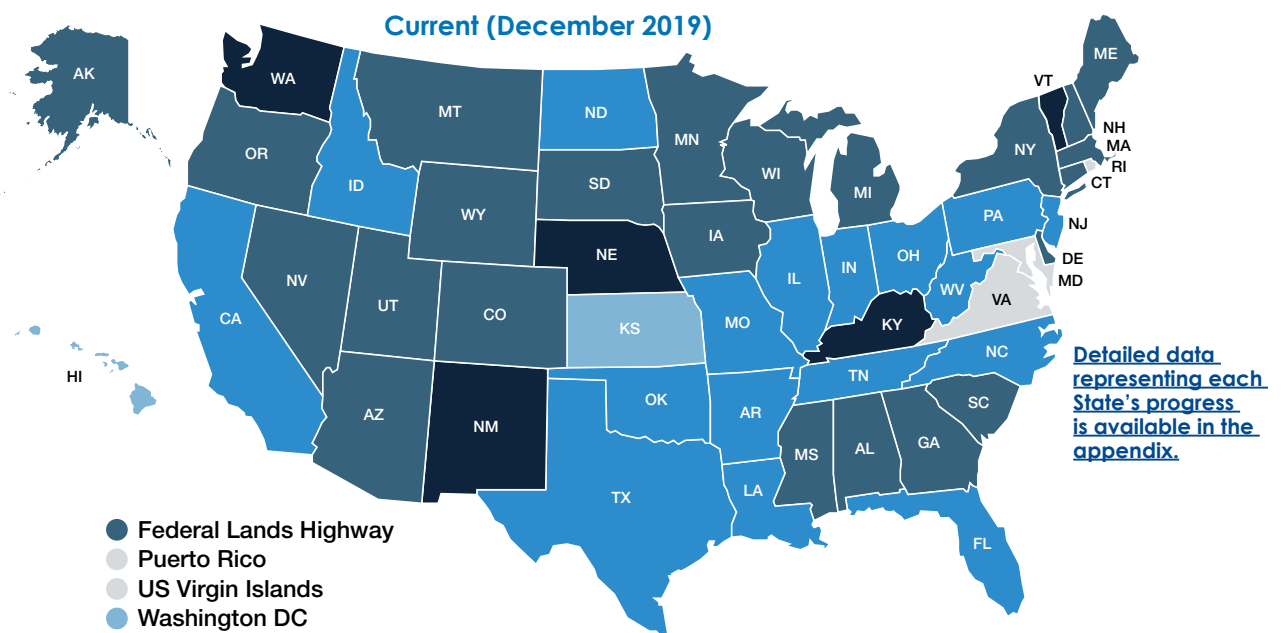 Current (December 2019)
AK
WA
MT
ND
MN
ME
VT
NH
MA
RI
CT
NY
OR
ID
SD
WI
MI
WY
IA
PA
NJ
NE
IL
IN
OH
DE
MD
NV
UT
CO
KS
MO
WV
VA
CA
KY
HI
NC
TN
AZ
NM
OK
AR
SC
MS
AL
GA
TX
LA
FL
Detailed data
representing each
State's progress
is available in the
appendix.
Federal Lands Highway
Puerto Rico
US Virgin Islands
Washington DC